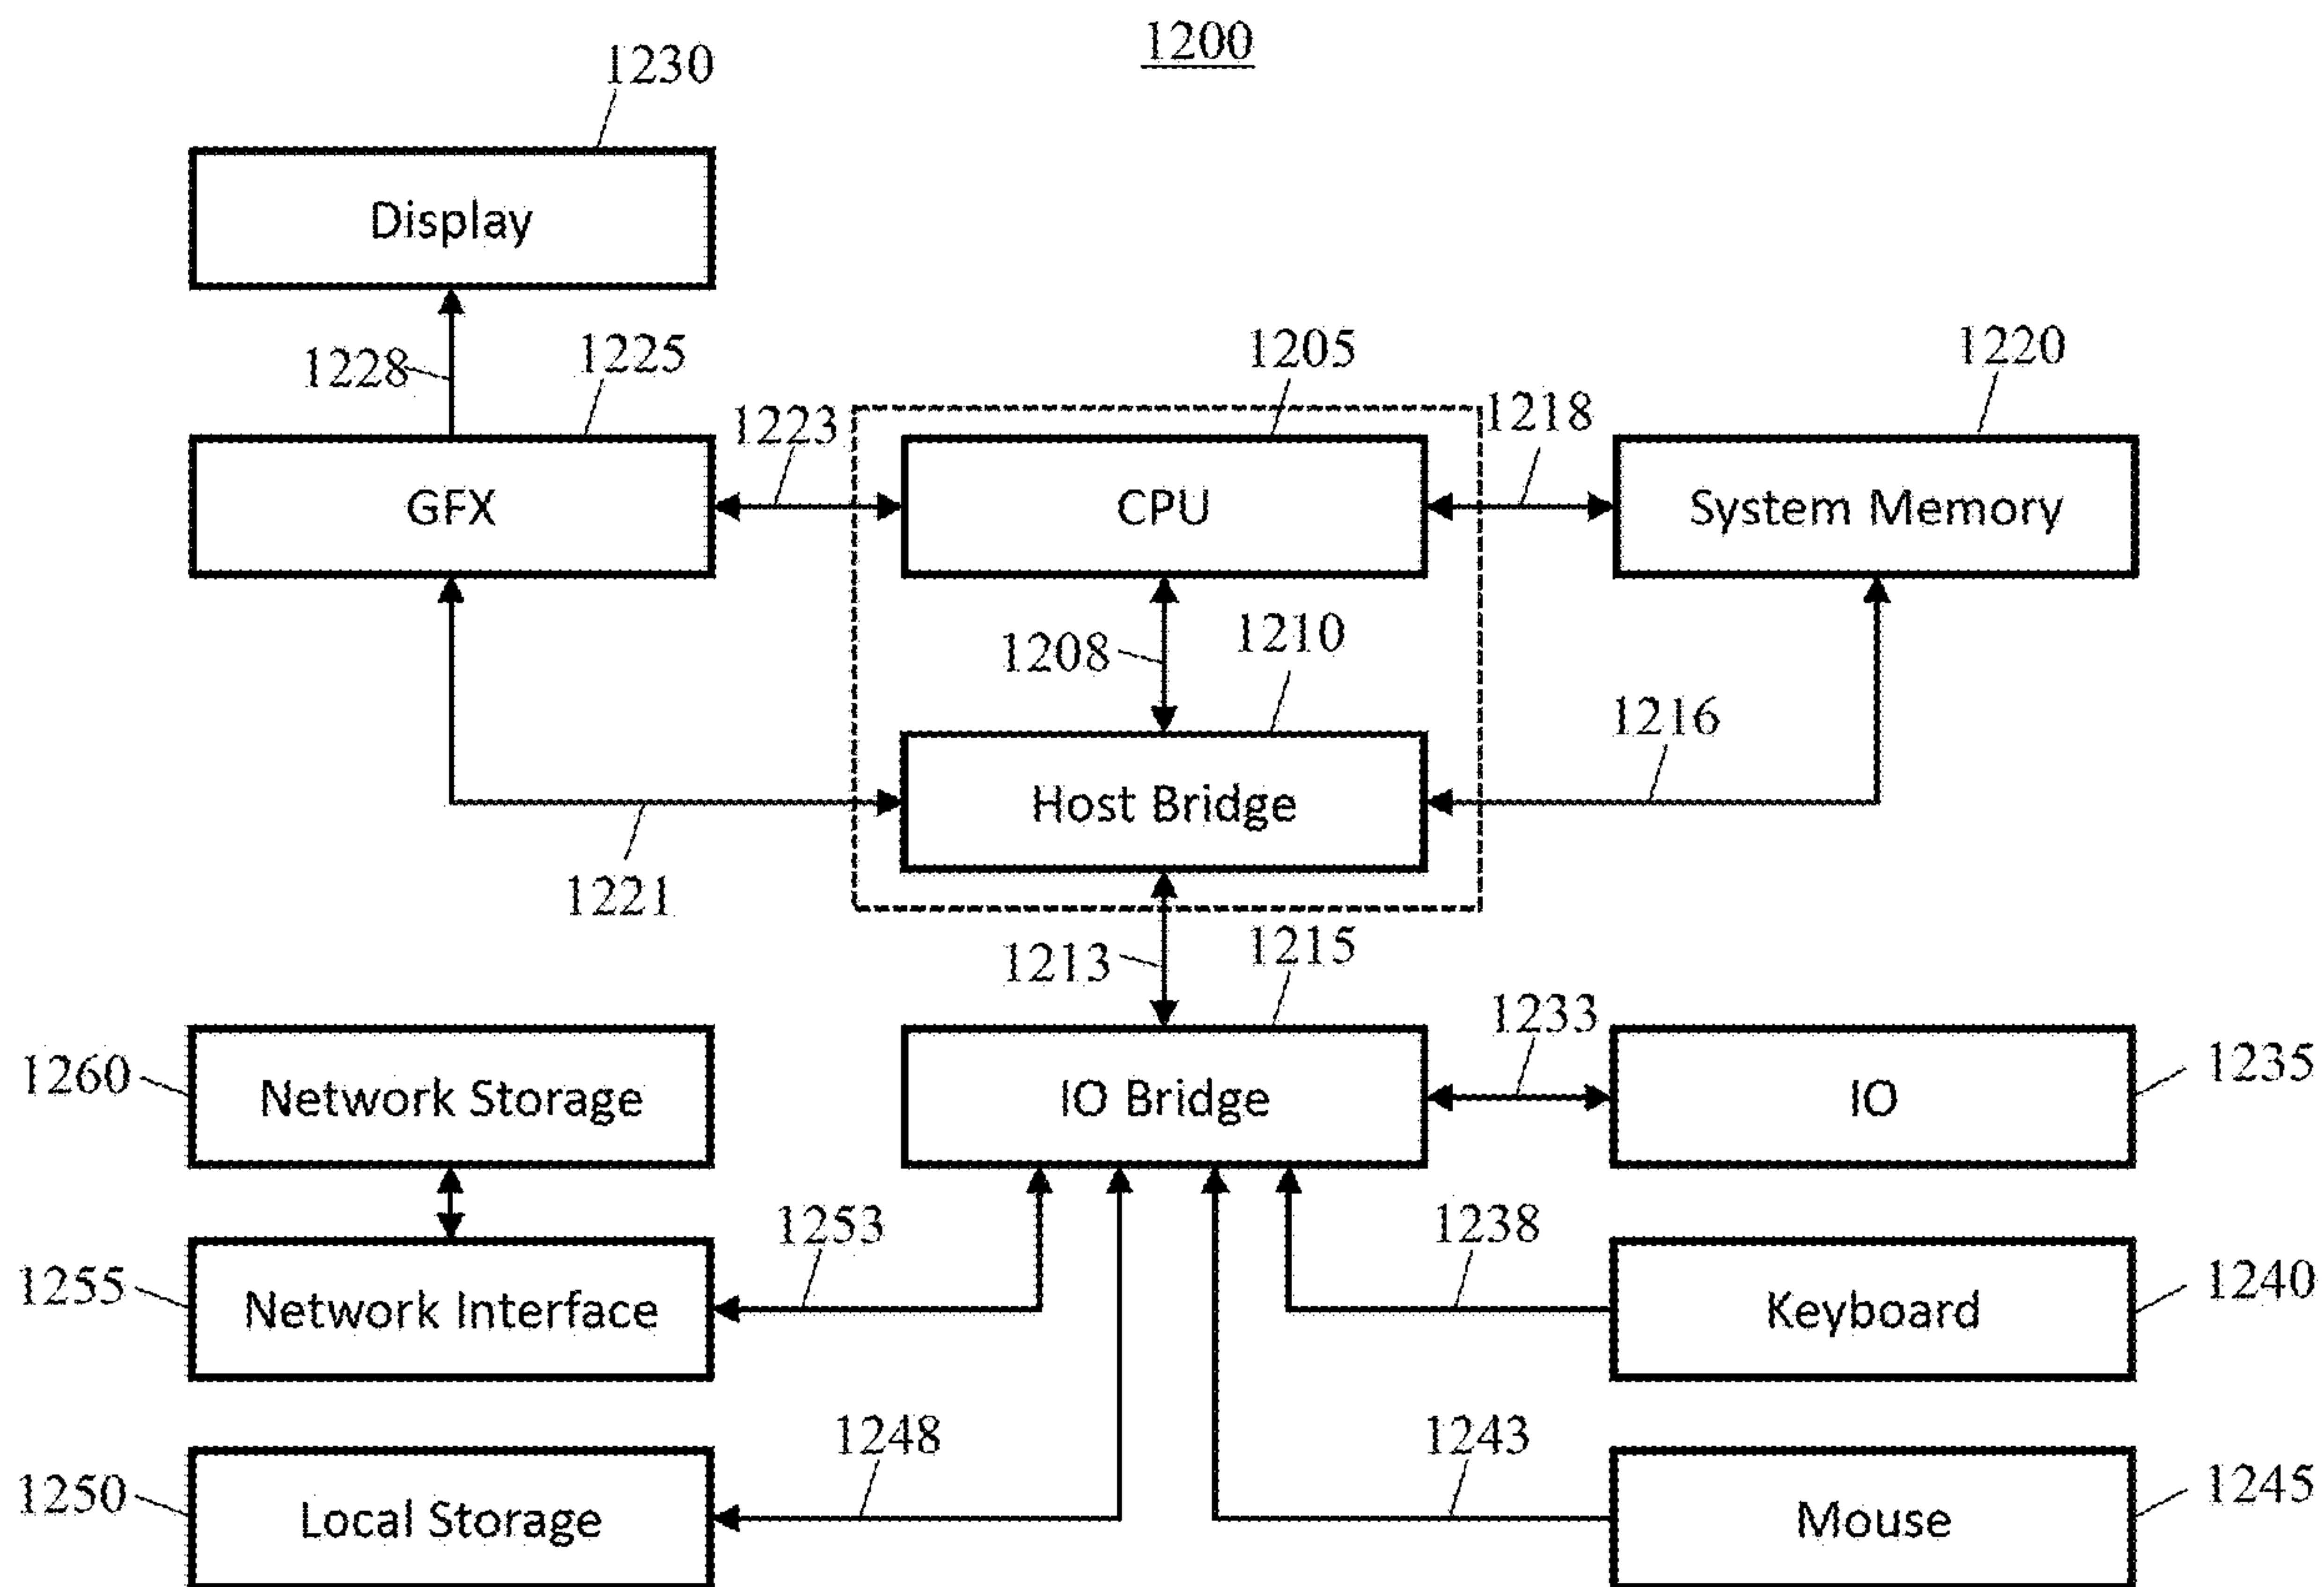 1200
1230
Display
1228
1225
1205
1220
1223
1218
GFX
CPU
System Memory
1208
1210
1216
Host Bridge
1221
1213
1215
1233
1260
Network Storage
IO Bridge
IO
1235
1253
1238
1255
Network Interface
Keyboard
1240
1248
1243
1250
Local Storage
Mouse
1245